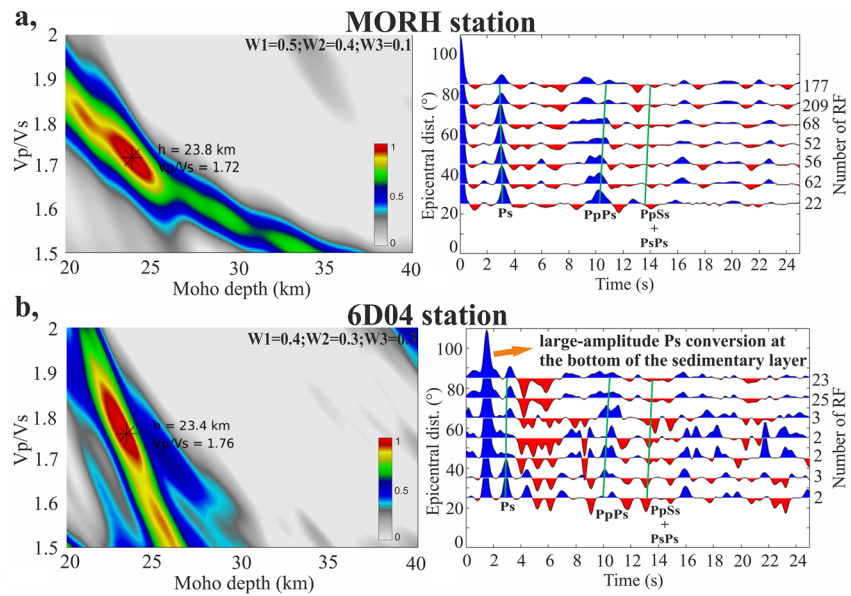 a,
MORH station
W1=0.5;W2=0.4;W3=0.1
2
1.9
1.8
1.7
1.6
1.5
Vp/Vs
h = 23.8 km
Vp/Vs = 1.72
1
0.5
0
20 25 30 35 40
Moho depth (km)
100
80
60
40
20
0
Epicentral dist. (°)
177
209
68
52
56
62
22
Number of RF
Ps
PpPs
PpSs
+
PsPs
0 2 4 6 8 10 12 14 16 18 20 22 24
Time (s)
b,
6D04 station
W1=0.4;W2=0.3;W3=0.3
2
1.9
1.8
1.7
1.6
1.5
Vp/Vs
h = 23.4 km
Vp/Vs = 1.76
1
0.5
0
20 25 30 35 40
Moho depth (km)
large-amplitude Ps conversion at
the bottom of the sedimentary layer
100
80
60
40
20
0
Epicentral dist. (°)
23
25
3
2
2
3
2
Number of RF
Ps
PpPs
PpSs
+
PsPs
0 2 4 6 8 10 12 14 16 18 20 22 24
Time (s)